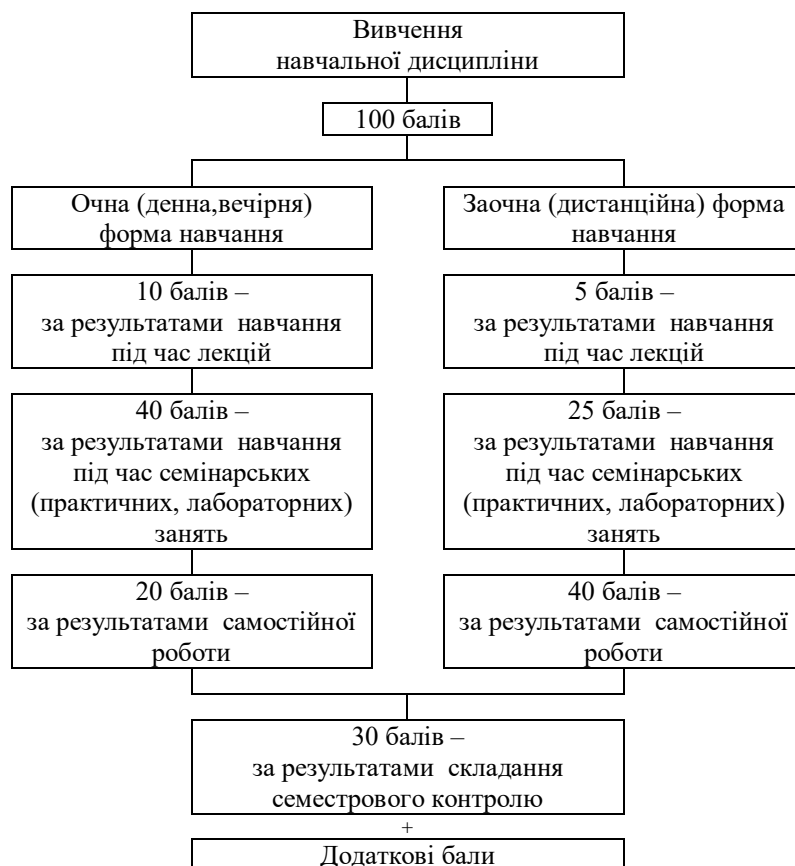 Вивчення
навчальної дисципліни
100 балів
Очна (денна,вечірня)
форма навчання
10 балів –
за результатами навчання
під час лекцій
40 балів –
за результатами навчання
під час семінарських
(практичних, лабораторних)
занять
20 балів –
за результатами самостійної
роботи
Заочна (дистанційна) форма
навчання
5 балів –
за результатами навчання
під час лекцій
25 балів –
за результатами навчання
під час семінарських
(практичних, лабораторних)
занять
40 балів –
за результатами самостійної
роботи
30 балів –
за результатами складання
семестрового контролю
+
Додаткові бали